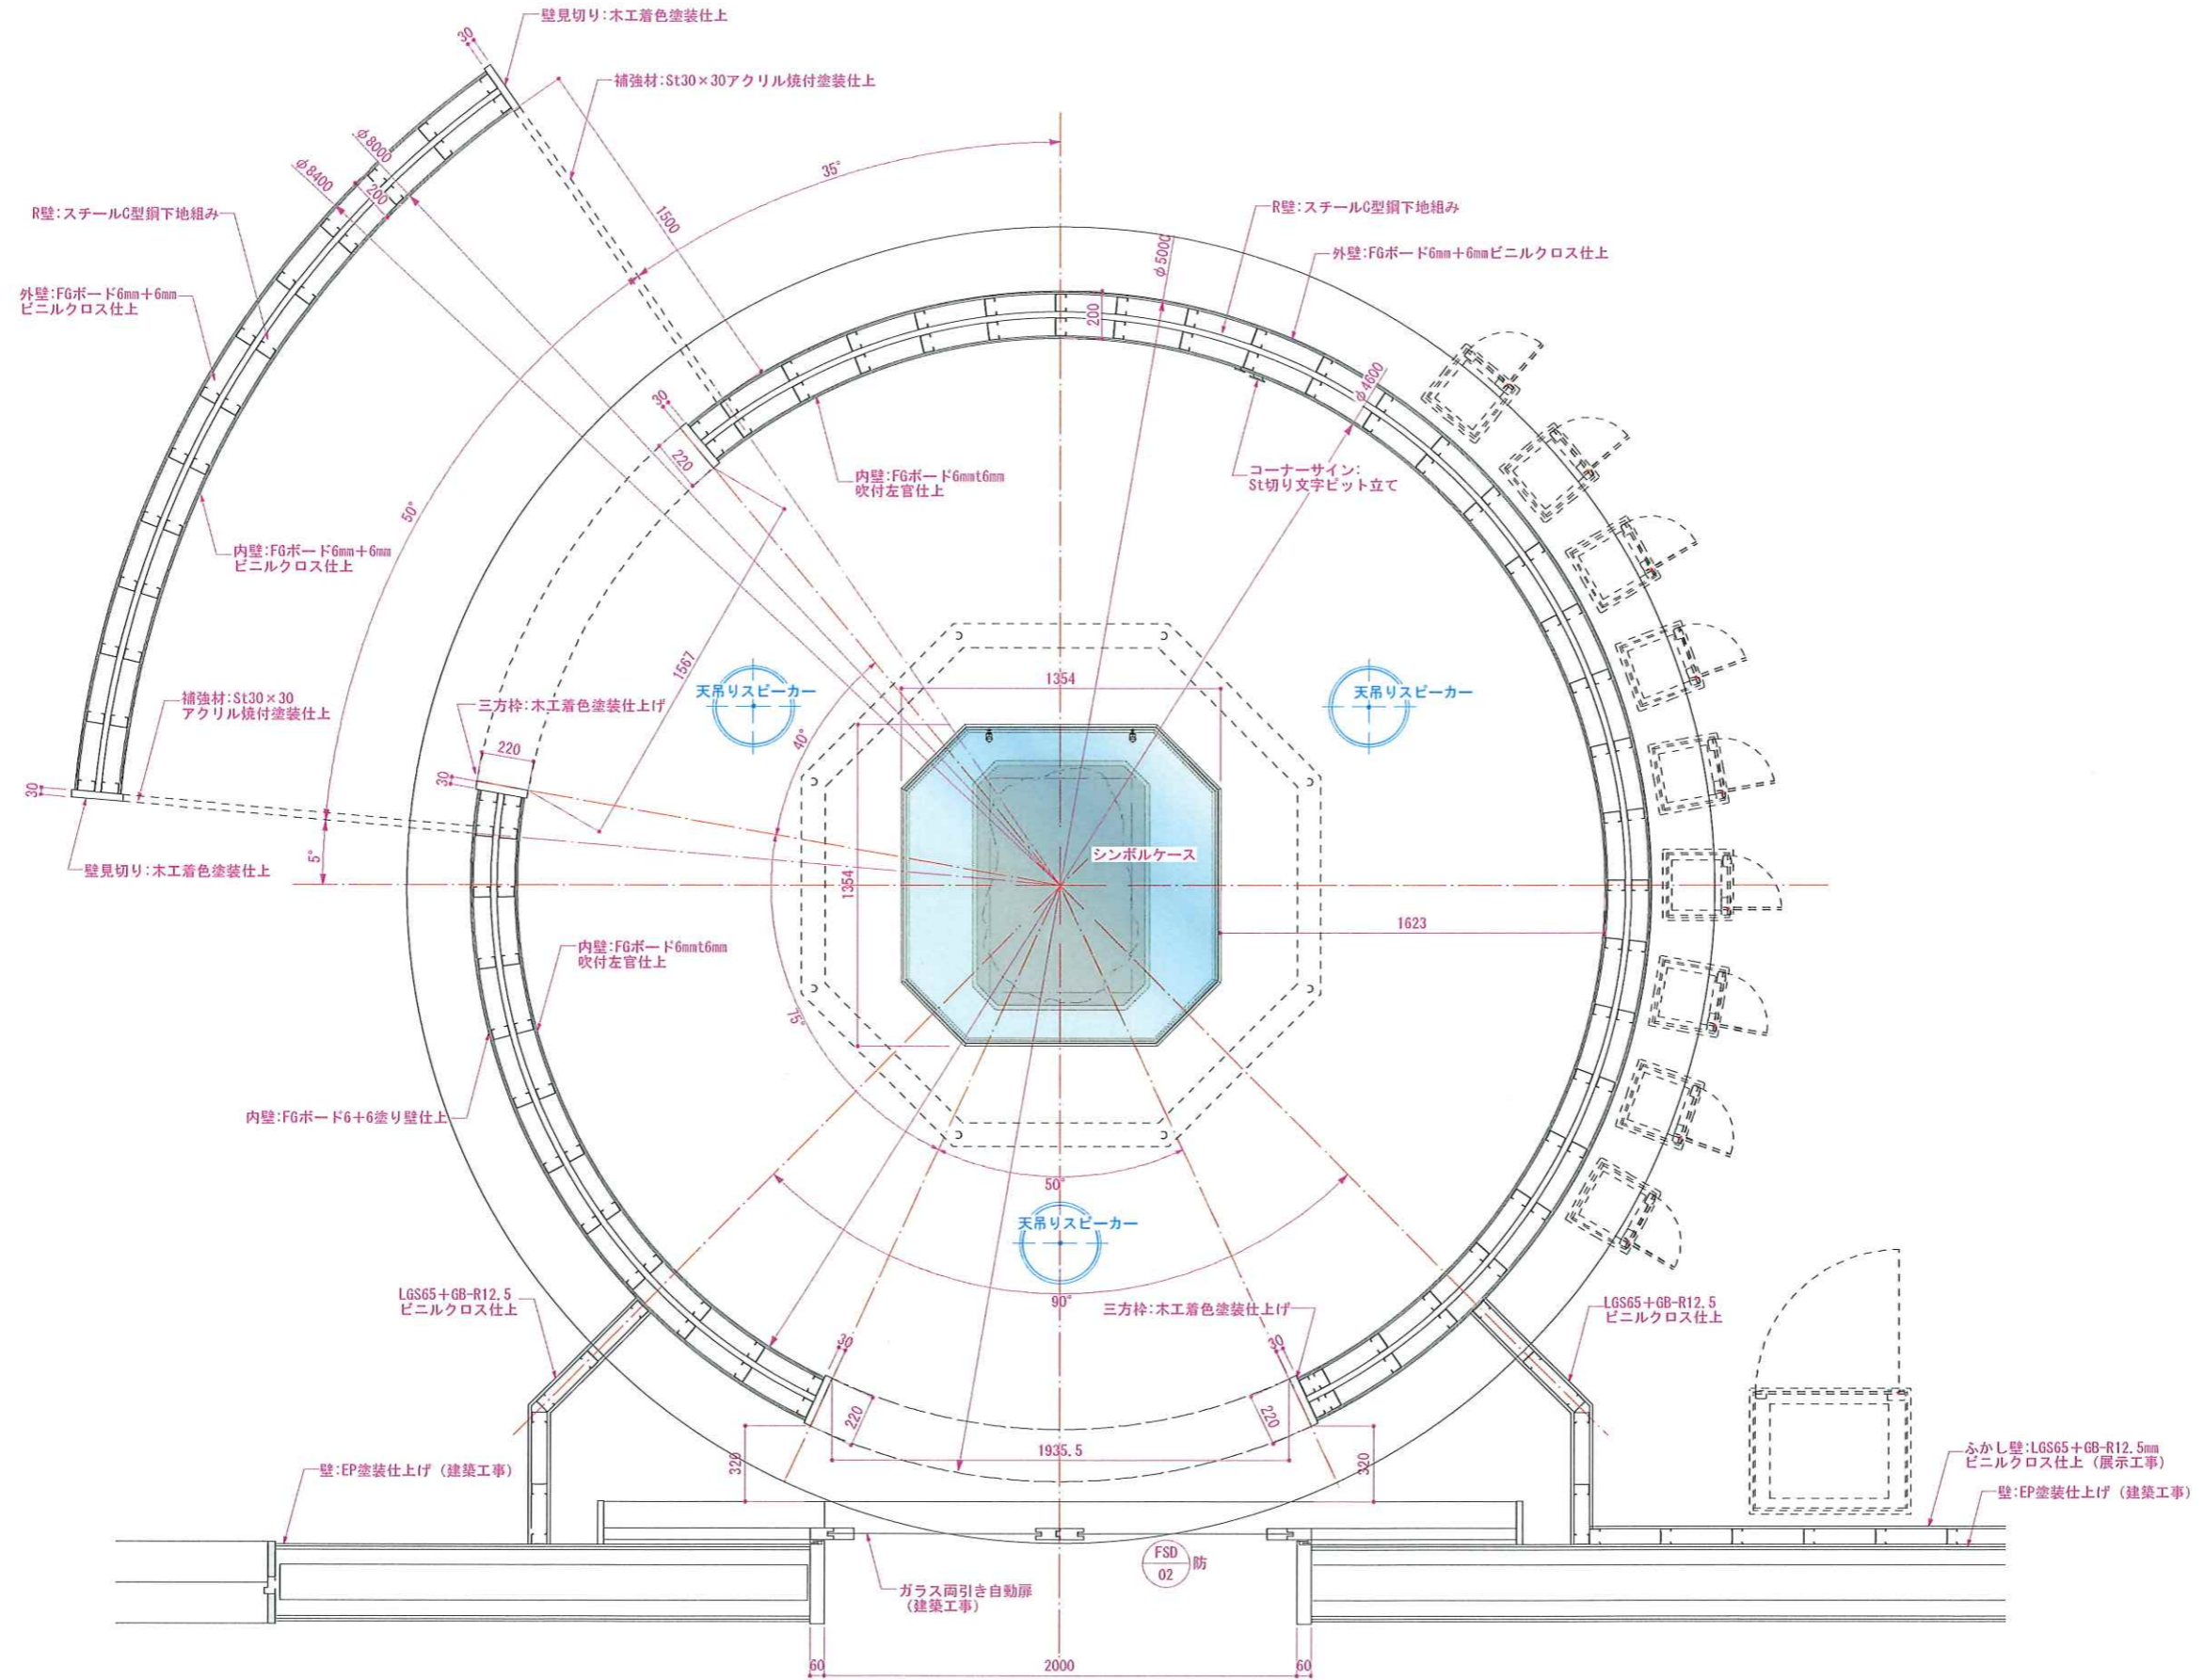 壁見切り:木工着色塗装仕上
30
補強材:St30×30アクリル焼付塗装仕上
φ8000
φ8400
200
35°
1500
R壁:スチールC型鋼下地組み
R壁:スチールC型鋼下地組み
φ5000
外壁:FGボード6mm+6mmビニルクロス仕上
外壁:FGボード6mm+6mm
ビニルクロス仕上
200
φ4600
30
220
内壁:FGボード6mmt6mm
吹付左官仕上
コーナーサイン:
St切り文字ピット立て
50°
内壁:FGボード6mm+6mm
ビニルクロス仕上
1567
補強材:St30×30
アクリル焼付塗装仕上
三方枠:木工着色塗装仕上げ
天吊りスピーカー
1354
天吊りスピーカー
40°
220
30
30
5°
壁見切り:木工着色塗装仕上
シンボルケース
1354
1623
内壁:FGボード6mmt6mm
吹付左官仕上
75°
内壁:FGボード6+6塗り壁仕上
50°
天吊りスピーカー
LGS65+GB-R12.5
ビニルクロス仕上
90°
三方枠:木工着色塗装仕上げ
LGS65+GB-R12.5
ビニルクロス仕上
30
30
220
220
1935.5
320
320
壁:EP塗装仕上げ(建築工事)
ふかし壁:LGS65+GB-R12.5mm
ビニルクロス仕上(展示工事)
壁:EP塗装仕上げ(建築工事)
FSD
02
防
ガラス両引き自動扉
(建築工事)
60
2000
60